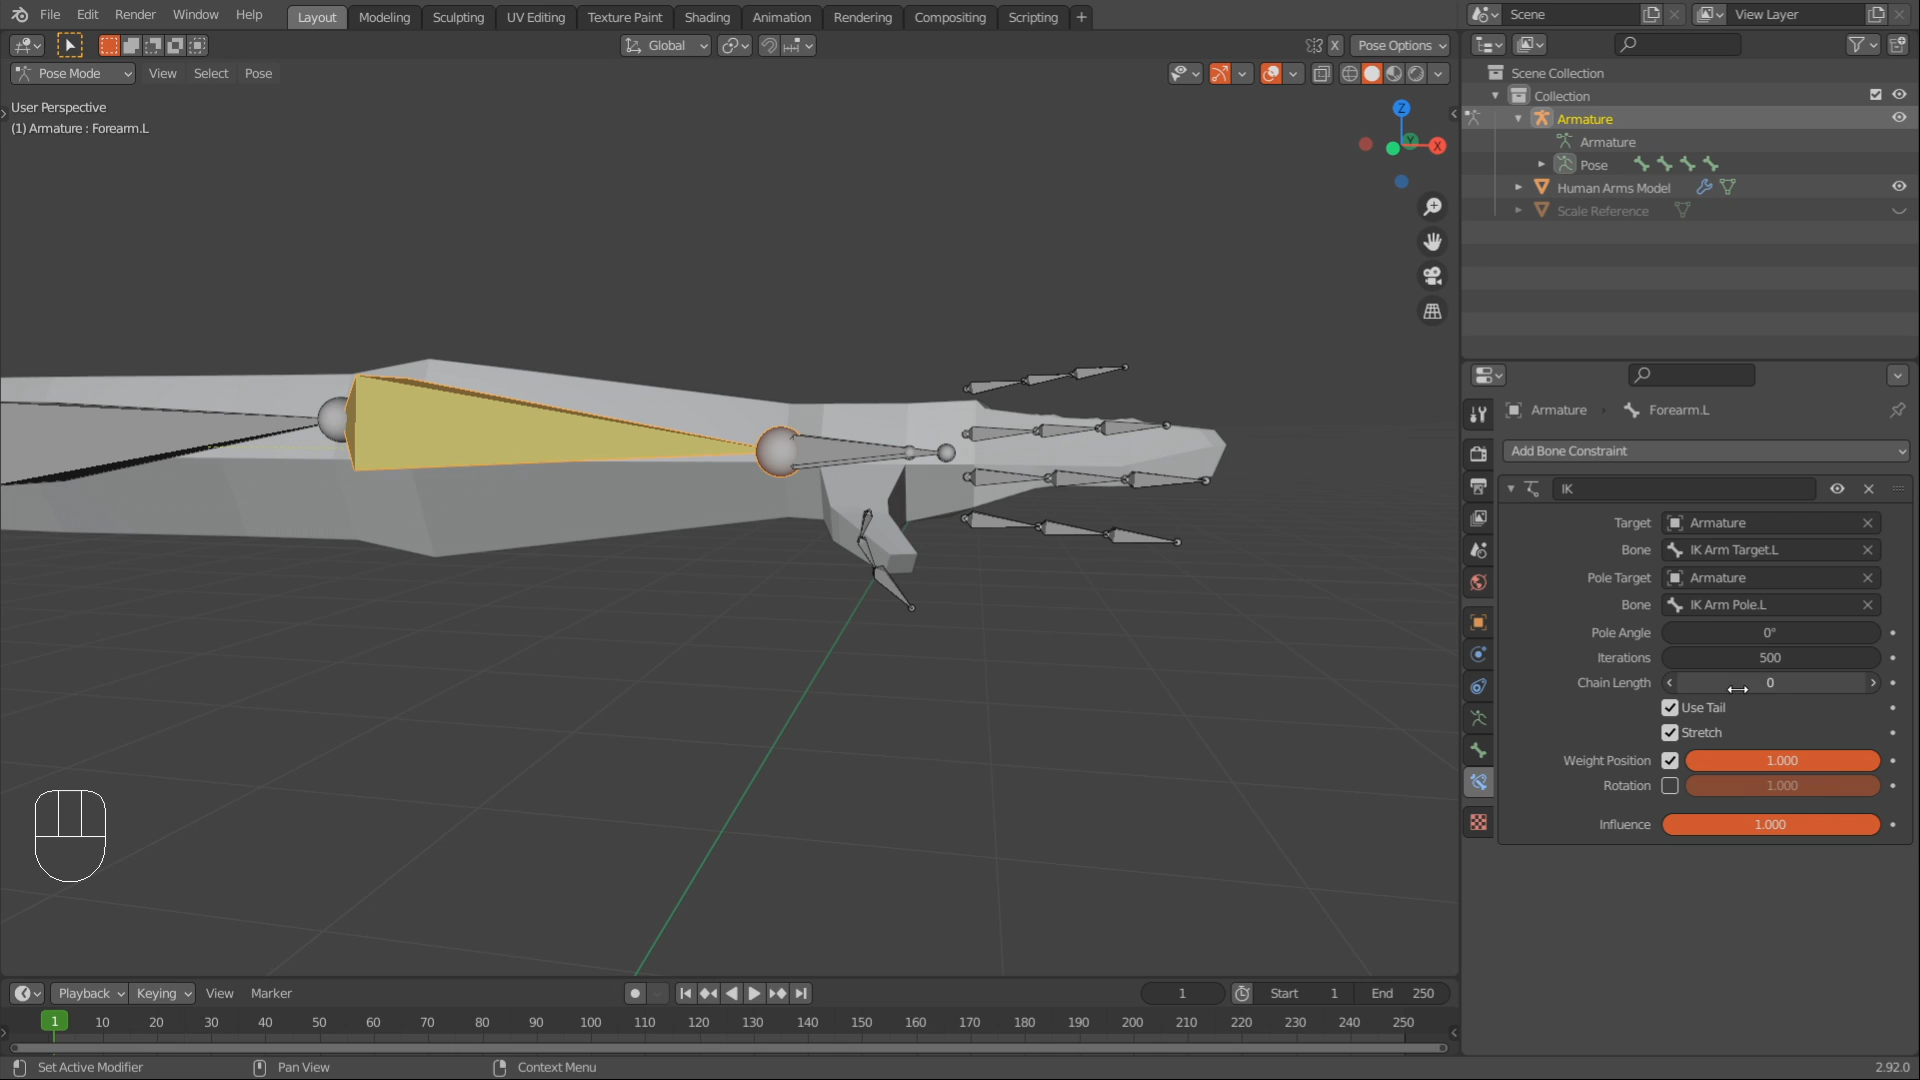 File Edit Render Window Help
Layout Modeling Sculpting UV Editing Texture Paint Shading Animation Rendering Compositing Scripting +
Scene
View Layer
Global
X
Pose Options
Pose Mode View Select Pose
User Perspective
(1) Armature : Forearm.L
Z
Y
X
Scene Collection
Collection
Armature
Armature
Pose
Human Arms Model
Scale Reference
Armature
Forearm.L
Add Bone Constraint
IK
Target Armature
Bone IK Arm Target.L
Pole Target Armature
Bone IK Arm Pole.L
Pole Angle 0°
Iterations 500
Chain Length 0
Use Tail
Stretch
Weight Position 1.000
Rotation 1.000
Influence 1.000
Playback Keying View Marker
1
Start 1
End 250
1 10 20 30 40 50 60 70 80 90 100 110 120 130 140 150 160 170 180 190 200 210 220 230 240 250
Set Active Modifier
Pan View
Context Menu
2.92.0